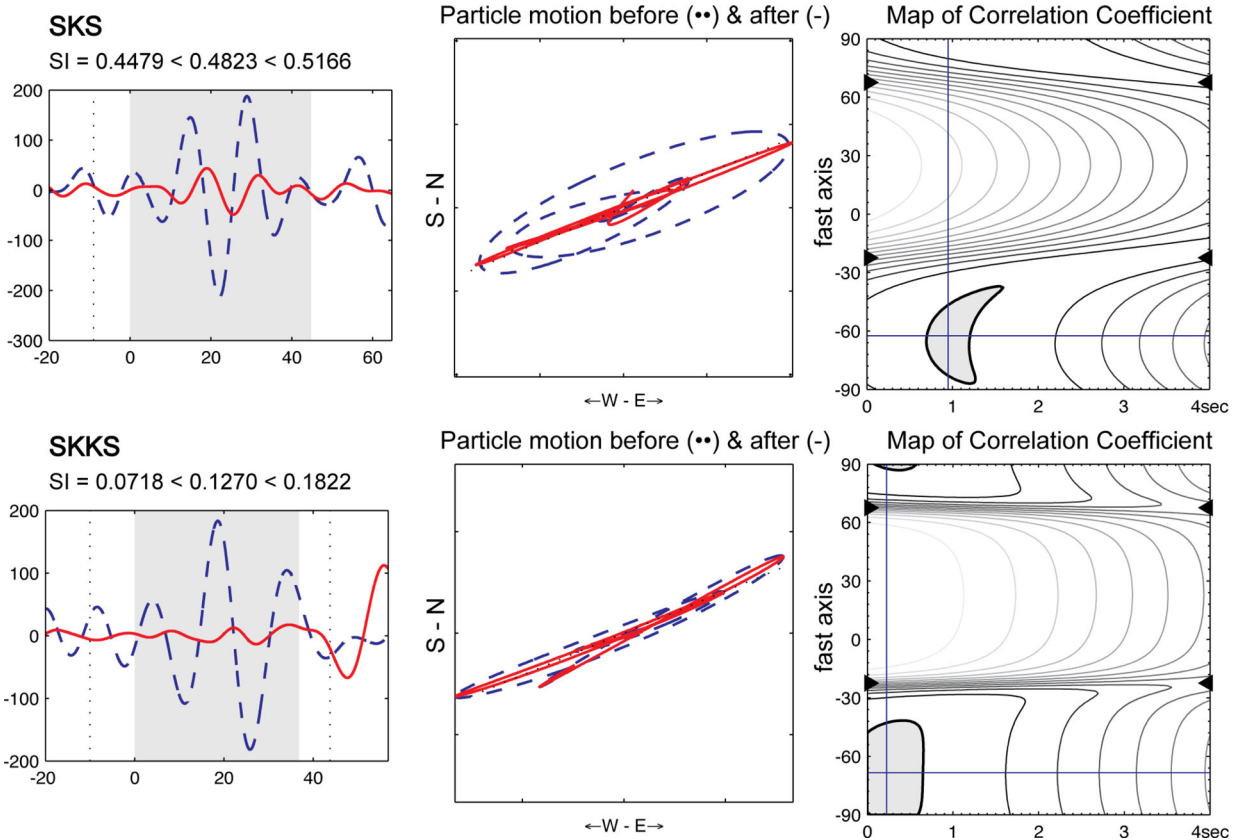 SKS
SI = 0.4479 < 0.4823 < 0.5166
200
100
0
-100
-200
-300
-20 0 20 40 60
Particle motion before (••) & after (-)
S - N
←W - E→
Map of Correlation Coefficient
fast axis
90
60
30
0
-30
-60
-90
0 1 2 3 4sec
SKKS
SI = 0.0718 < 0.1270 < 0.1822
200
100
0
-100
-200
-20 0 20 40
Particle motion before (••) & after (-)
S - N
←W - E→
Map of Correlation Coefficient
fast axis
90
60
30
0
-30
-60
-90
0 1 2 3 4sec